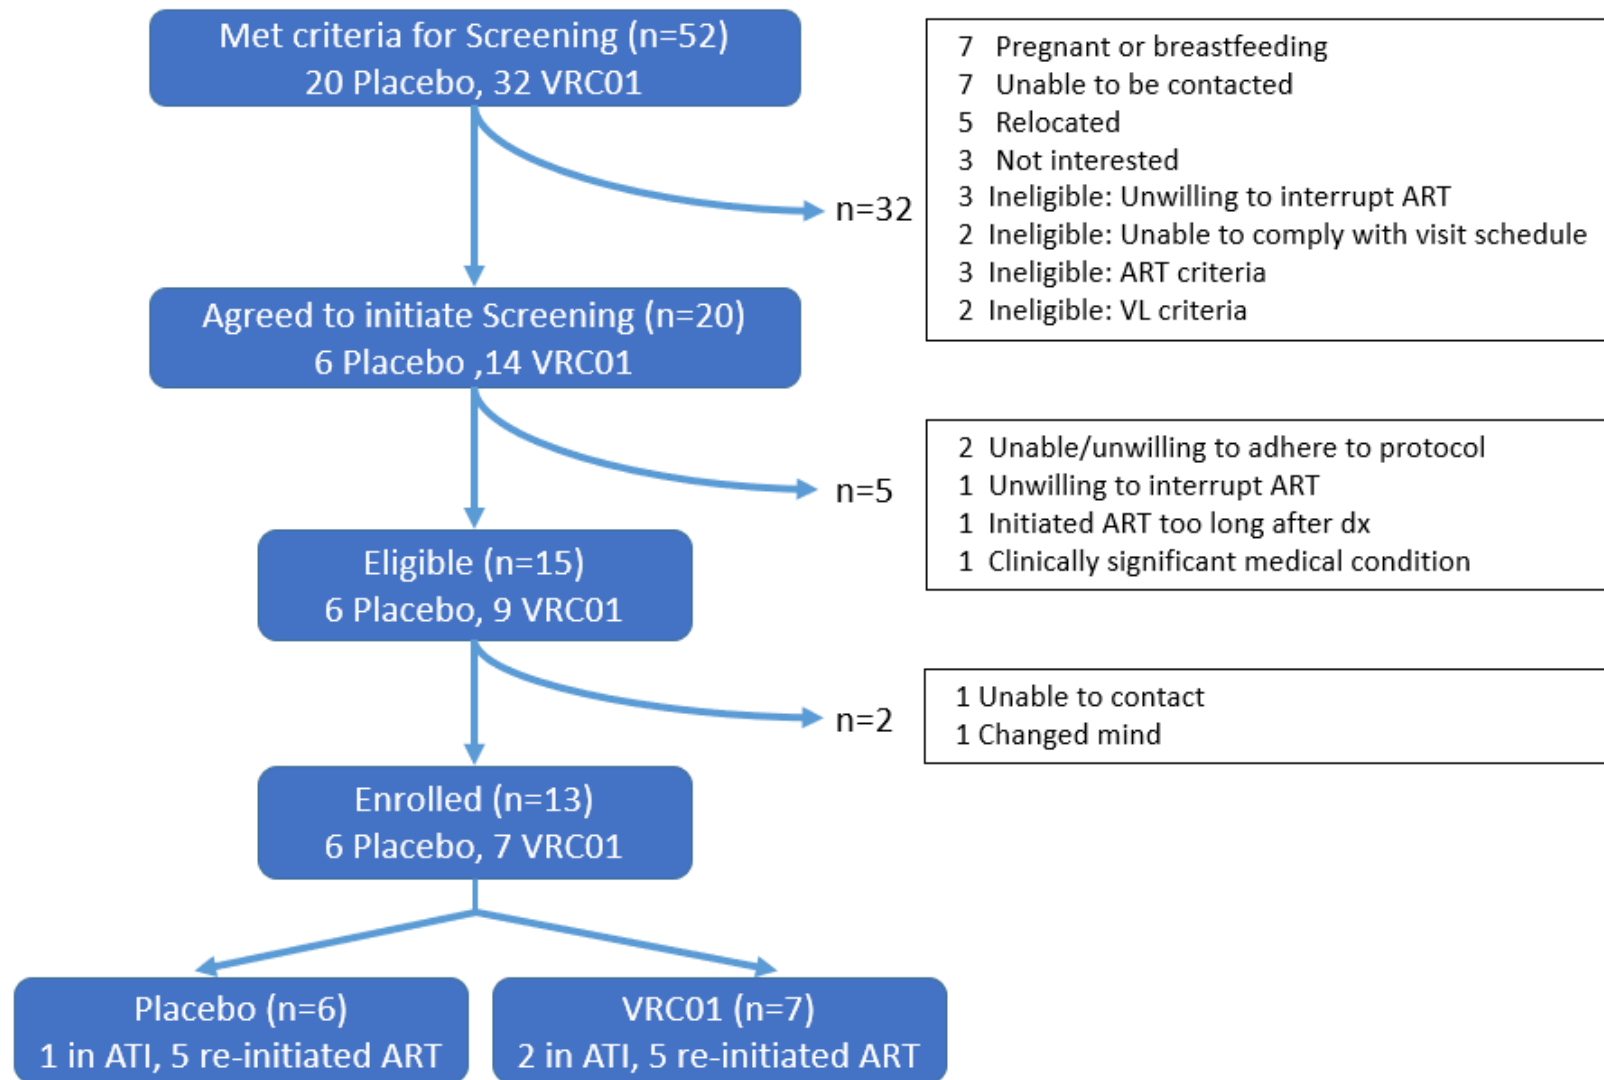 Met criteria for Screening (n=52)
20 Placebo, 32 VRC01
n=32
7 Pregnant or breastfeeding
7 Unable to be contacted
5 Relocated
3 Not interested
3 Ineligible: Unwilling to interrupt ART
2 Ineligible: Unable to comply with visit schedule
3 Ineligible: ART criteria
2 Ineligible: VL criteria
Agreed to initiate Screening (n=20)
6 Placebo ,14 VRC01
n=5
2 Unable/unwilling to adhere to protocol
1 Unwilling to interrupt ART
1 Initiated ART too long after dx
1 Clinically significant medical condition
Eligible (n=15)
6 Placebo, 9 VRC01
n=2
1 Unable to contact
1 Changed mind
Enrolled (n=13)
6 Placebo, 7 VRC01
Placebo (n=6)
1 in ATI, 5 re-initiated ART
VRC01 (n=7)
2 in ATI, 5 re-initiated ART